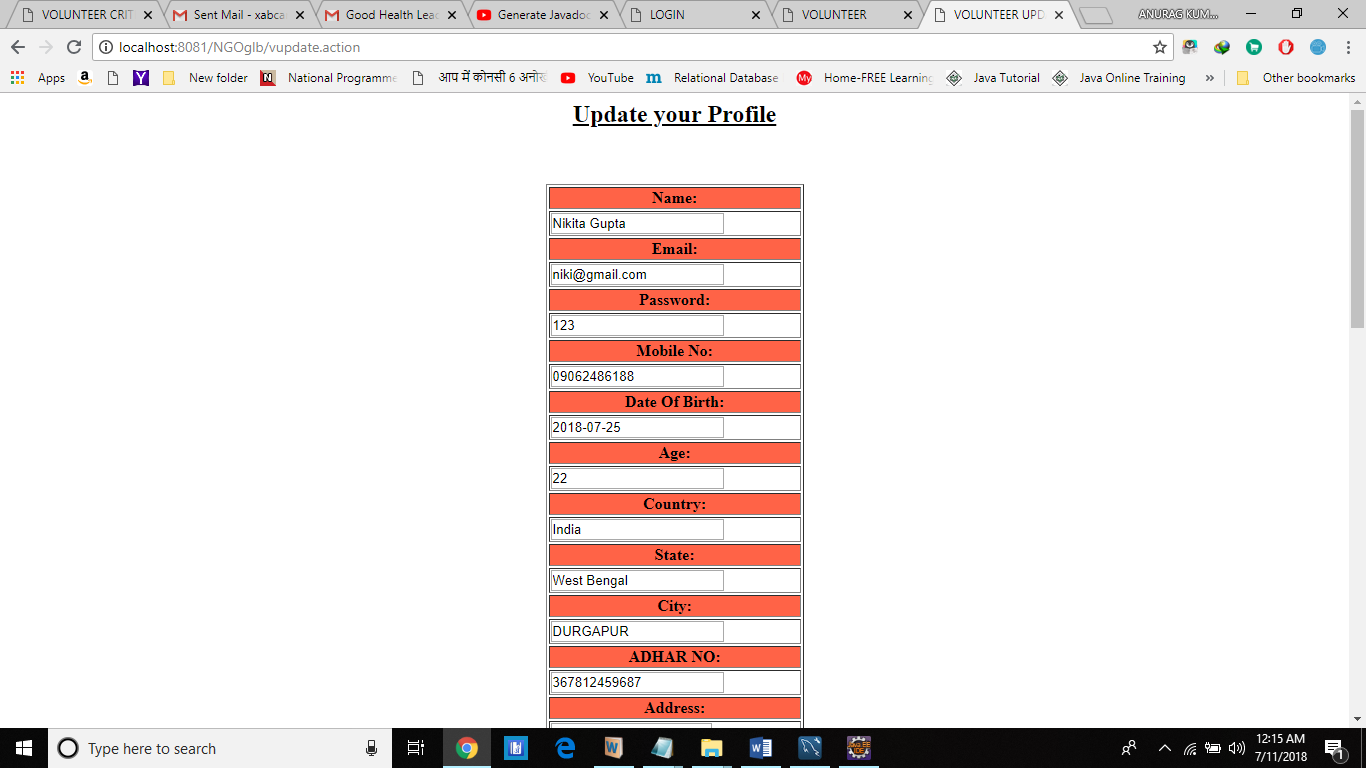 VOLUNTEER CRIT
Sent Mail - xabca
Good Health Lea
Generate Javadoc
LOGIN
VOLUNTEER
VOLUNTEER UPD
ANURAG KUM...
localhost:8081/NGOglb/vupdate.action
Apps
New folder
National Programme
आप में कोनसी 6 अनोखी
YouTube
Relational Database
Home-FREE Learning
Java Tutorial
Java Online Training
»
Other bookmarks
Update your Profile
Name:
Nikita Gupta
Email:
niki@gmail.com
Password:
123
Mobile No:
09062486188
Date Of Birth:
2018-07-25
Age:
22
Country:
India
State:
West Bengal
City:
DURGAPUR
ADHAR NO:
367812459687
Address:
Type here to search
12:15 AM
7/11/2018
1